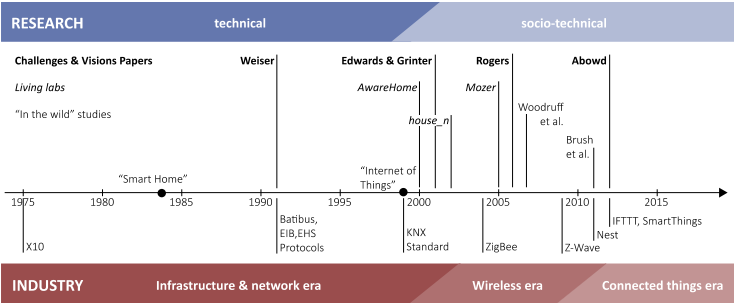 RESEARCH technical socio-technical
Challenges & Visions Papers Weiser Edwards & Grinter Rogers Abowd
Living labs AwareHome Mozer
"In the wild" studies house_n Woodruff
et al.
Brush
et al.
"Smart Home" "Internet of
Things"
1975 1980 1985 1990 1995 2000 2005 2010 2015
X10
Batibus,
EIB,EHS
Protocols
KNX
Standard
ZigBee
Z-Wave
Nest
IFTTT, SmartThings
INDUSTRY Infrastructure & network era Wireless era Connected things era